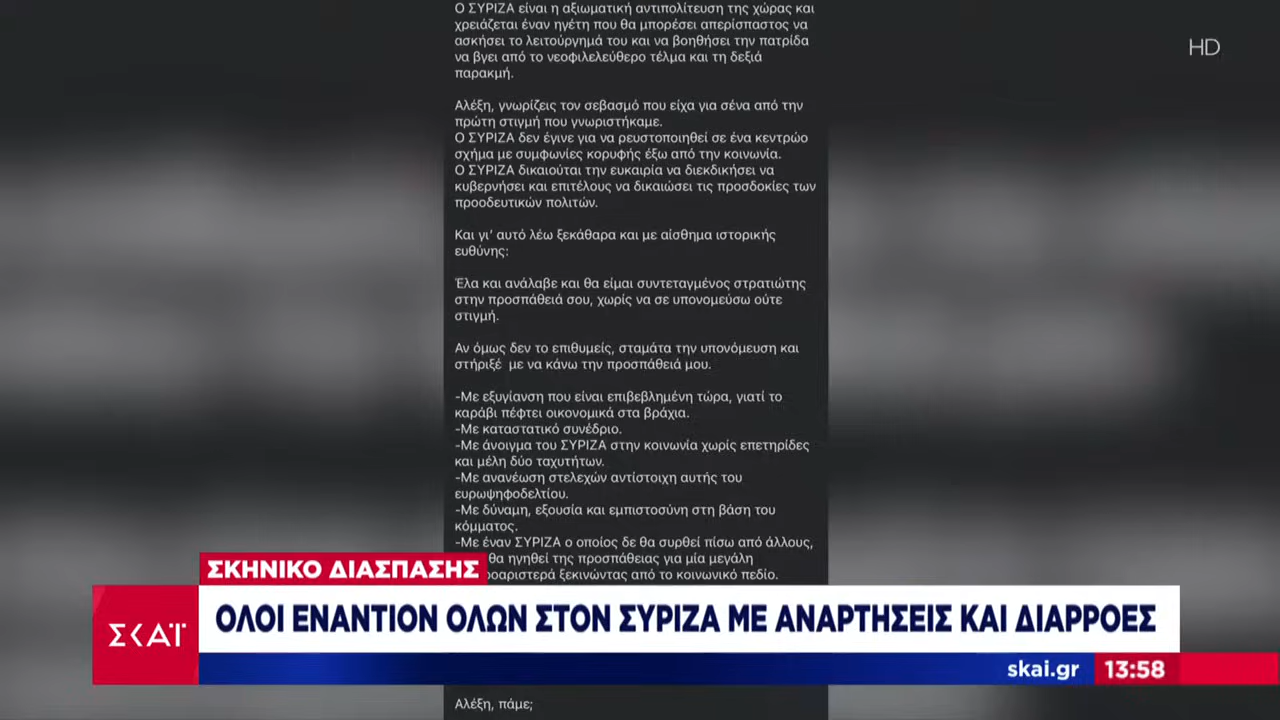 Ο ΣΥΡΙΖΑ είναι η αξιωματική αντιπολίτευση της χώρας και
χρειάζεται έναν ηγέτη που θα μπορέσει απερίσπαστος να
ασκήσει το λειτούργημά του και να βοηθήσει την πατρίδα
να βγει από το νεοφιλελεύθερο τέλμα και τη δεξιά
παρακμή.
HD
Αλέξη, γνωρίζεις τον σεβασμό που είχα για σένα από την
πρώτη στιγμή που γνωριστήκαμε.
Ο ΣΥΡΙΖΑ δεν έγινε για να ρευστοποιηθεί σε ένα κεντρώο
σχήμα με συμφωνίες κορυφής έξω από την κοινωνία.
Ο ΣΥΡΙΖΑ δικαιούται την ευκαιρία να διεκδικήσει να
κυβερνήσει και επιτέλους να δικαιώσει τις προσδοκίες των
προοδευτικών πολιτών.
Και γι' αυτό λέω ξεκάθαρα και με αίσθημα ιστορικής
ευθύνης:
Έλα και ανάλαβε και θα είμαι συντεταγμένος στρατιώτης
στην προσπάθειά σου, χωρίς να σε υπονομεύσω ούτε
στιγμή.
Αν όμως δεν το επιθυμείς, σταμάτα την υπονόμευση και
στήριξέ με να κάνω την προσπάθειά μου.
-Με εξυγίανση που είναι επιβεβλημένη τώρα, γιατί το
καράβι πέφτει οικονομικά στα βράχια.
-Με καταστατικό συνέδριο.
-Με άνοιγμα του ΣΥΡΙΖΑ στην κοινωνία χωρίς επετηρίδες
και μέλη δύο ταχυτήτων.
-Με ανανέωση στελεχών αντίστοιχη αυτής του
ευρωψηφοδελτίου.
-Με δύναμη, εξουσία και εμπιστοσύνη στη βάση του
κόμματος.
-Με έναν ΣΥΡΙΖΑ ο οποίος δε θα συρθεί πίσω από άλλους,
θα ηγηθεί της προσπάθειας για μία μεγάλη
ροαριστερά ξεκινώντας από το κοινωνικό πεδίο.
ΣΚΗΝΙΚΟ ΔΙΑΣΠΑΣΗΣ
ΣΚΑΪ
ΟΛΟΙ ΕΝΑΝΤΙΟΝ ΟΛΩΝ ΣΤΟΝ ΣΥΡΙΖΑ ΜΕ ΑΝΑΡΤΗΣΕΙΣ ΚΑΙ ΔΙΑΡΡΟΕΣ
skai.gr 13:58
Αλέξη, πάμε;